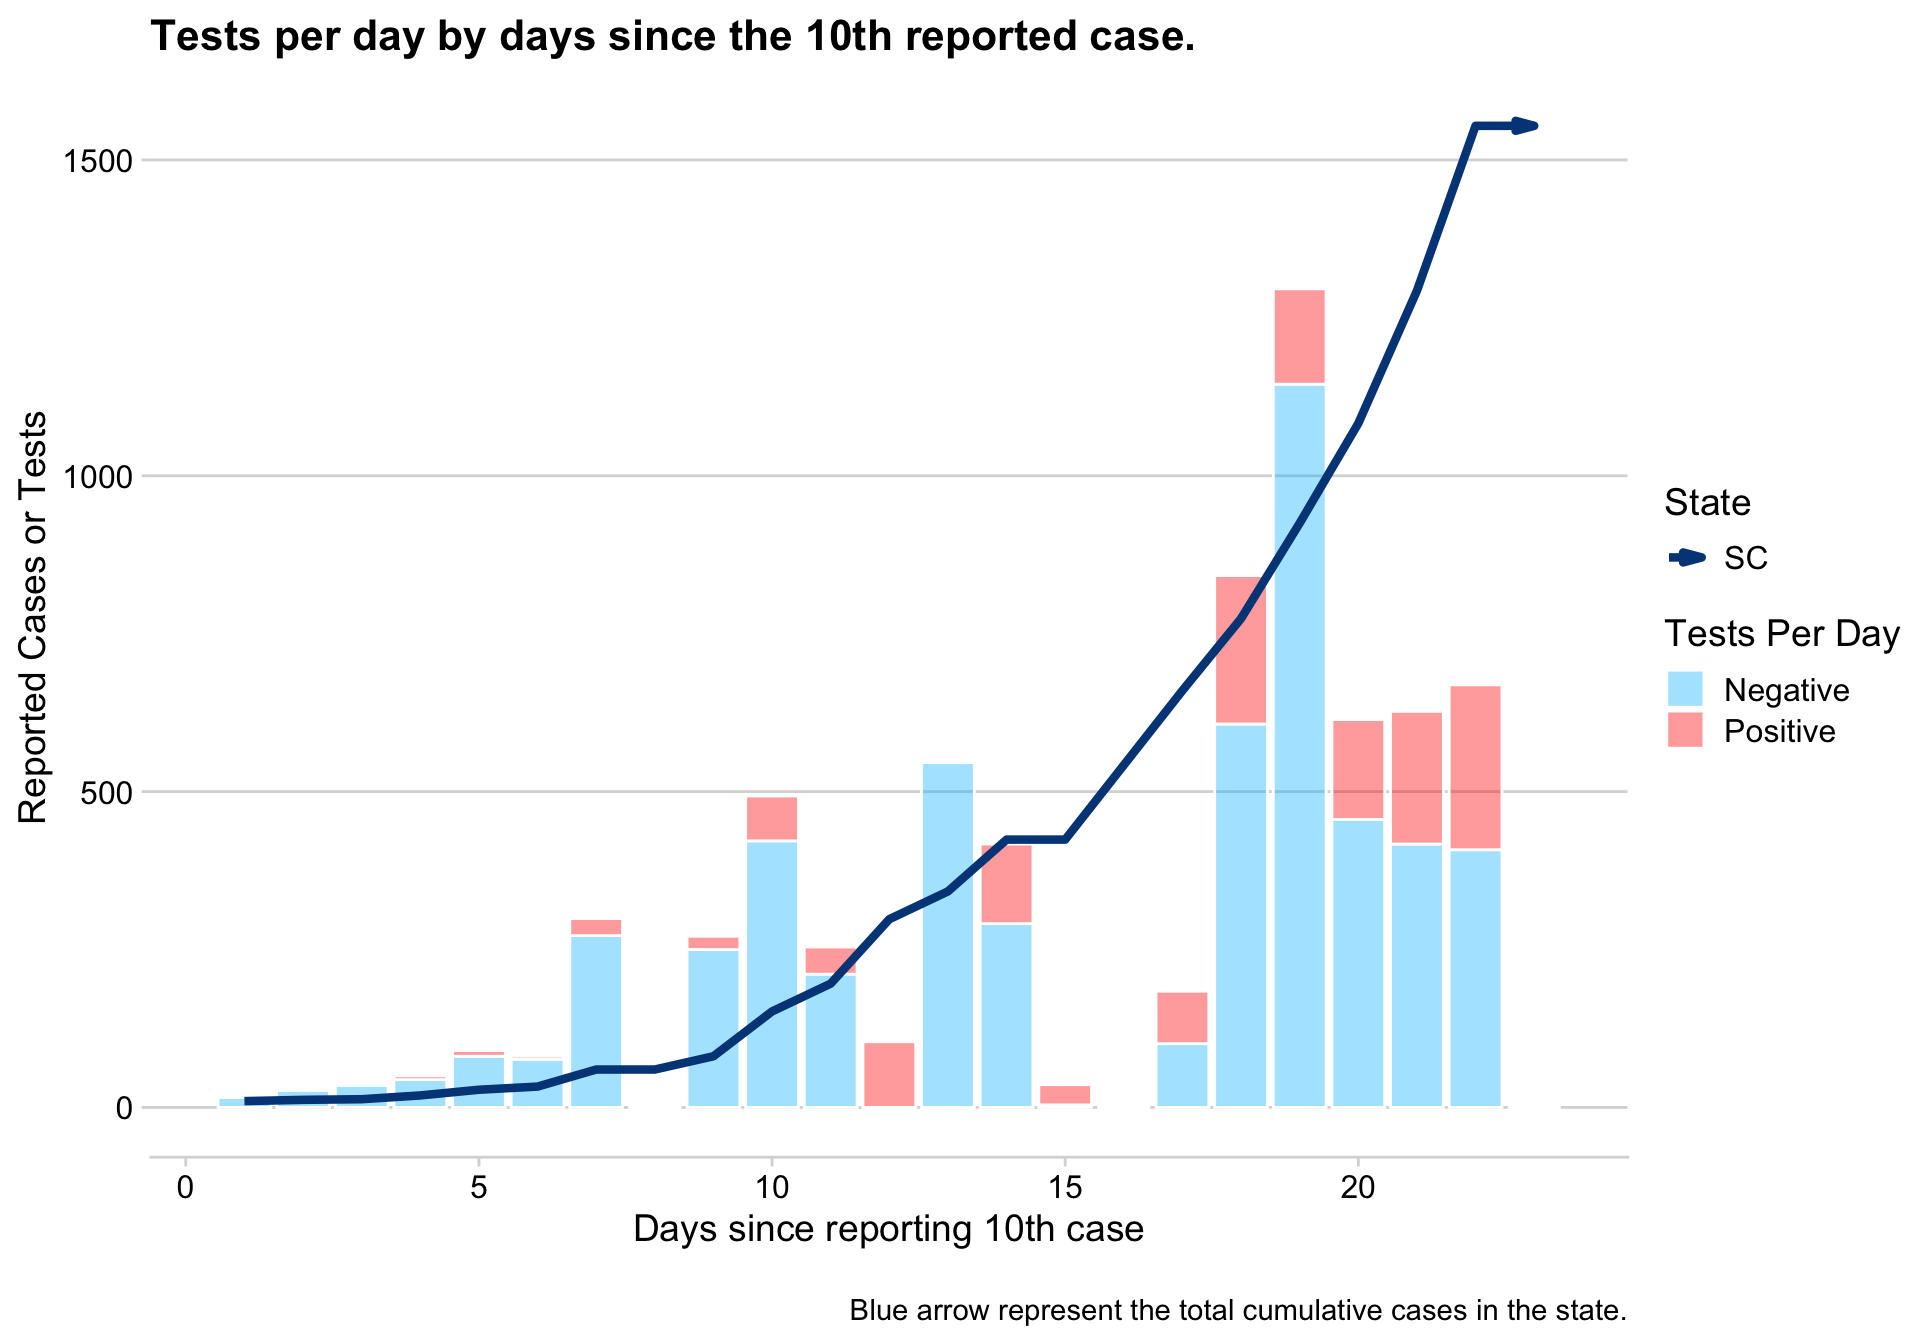 Tests per day by days since the 10th reported case.
1500
1000
500
0
Reported Cases or Tests
0 5 10 15 20
Days since reporting 10th case
State
SC
Tests Per Day
Negative
Positive
Blue arrow represent the total cumulative cases in the state.